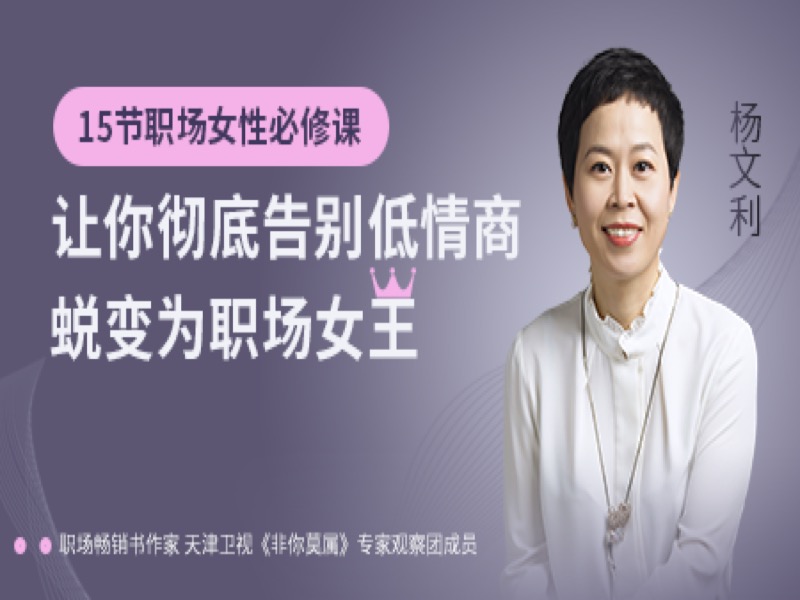 15节职场女性必修课
让你彻底告别低情商
蜕变为职场女王
杨文利
职场畅销书作家 天津卫视《非你莫属》专家观察团成员